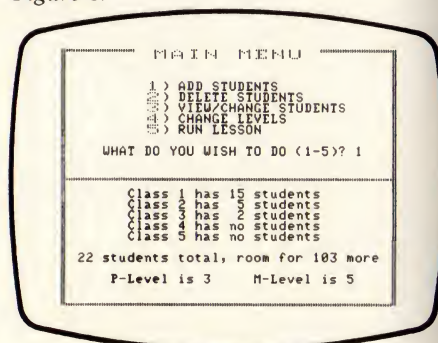 MAIN MENU
1) ADD STUDENTS
2) DELETE STUDENTS
3) VIEW/CHANGE STUDENTS
4) CHANGE LEVELS
5) RUN LESSON
WHAT DO YOU WISH TO DO (1-5)? 1
Class 1 has 15 students
Class 2 has 5 students
Class 3 has 2 students
Class 4 has no students
Class 5 has no students
22 students total, room for 103 more
P-Level is 3 M-Level is 5